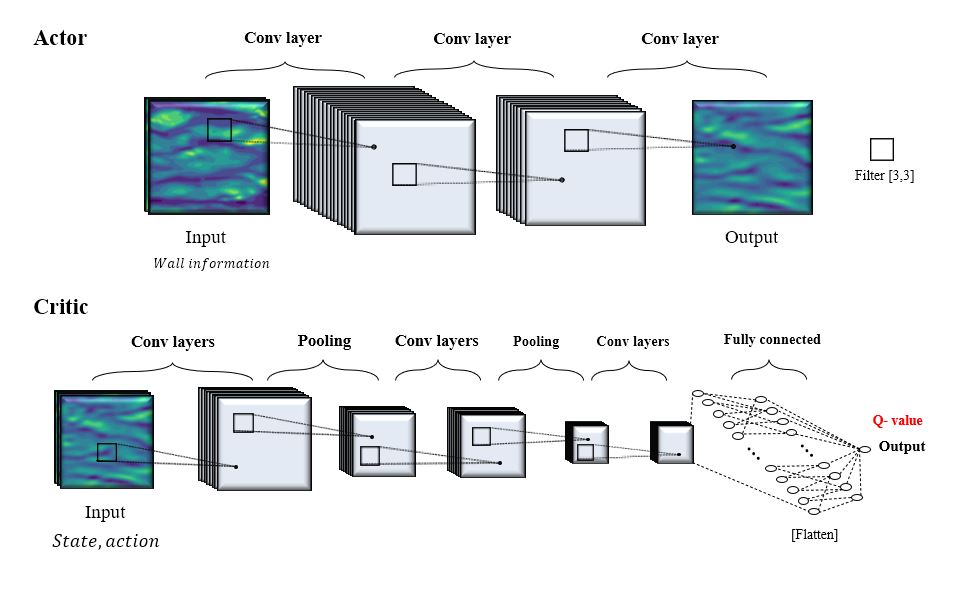 Actor
Conv layer
Conv layer
Conv layer
Filter [3,3]
Input
Wall information
Output
Critic
Conv layers
Pooling
Conv layers
Pooling
Conv layers
Fully connected
Q- value
Output
Input
State, action
[Flatten]